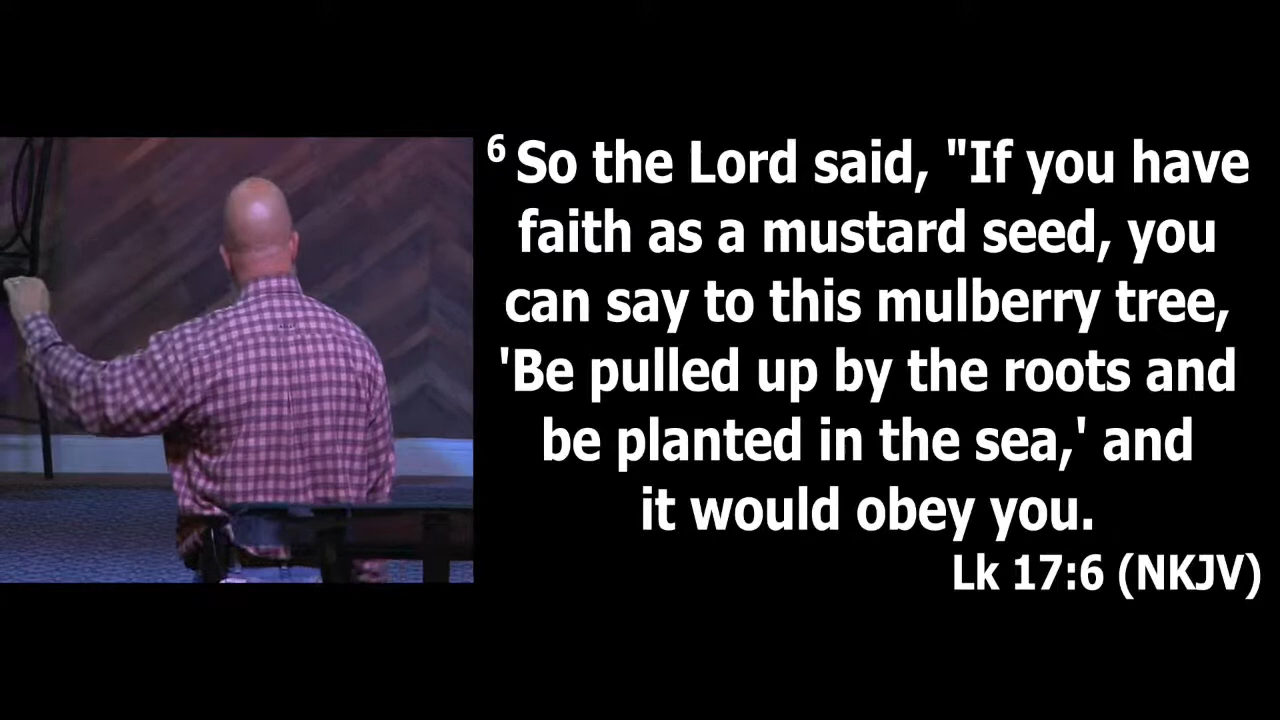 6 So the Lord said, "If you have
faith as a mustard seed, you
can say to this mulberry tree,
'Be pulled up by the roots and
be planted in the sea,' and
it would obey you.
Lk 17:6 (NKJV)